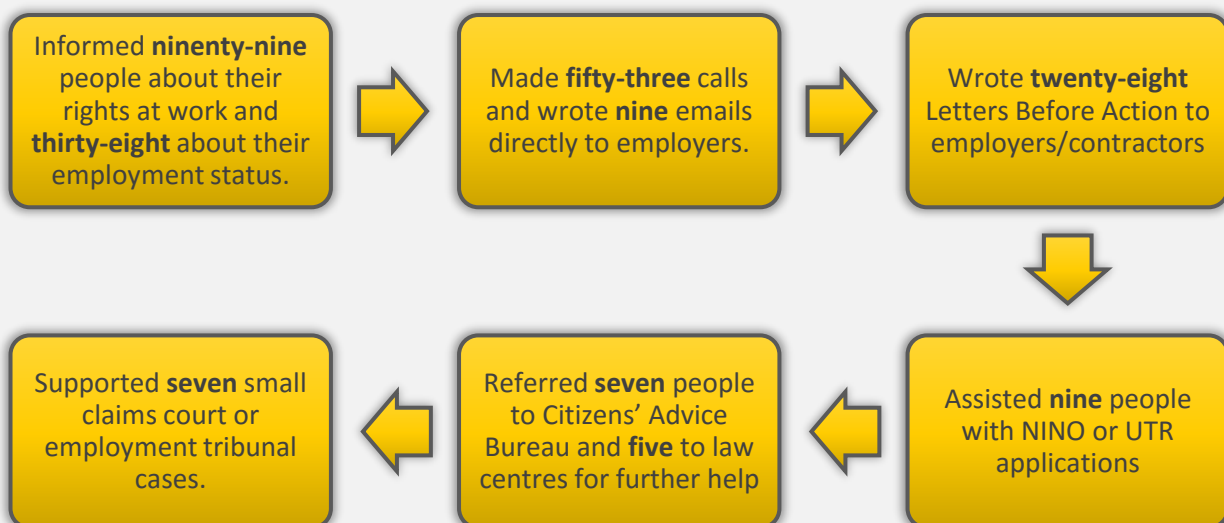 Informed ninenty-nine
people about their
rights at work and
thirty-eight about their
employment status.
Made fifty-three calls
and wrote nine emails
directly to employers.
Wrote twenty-eight
Letters Before Action to
employers/contractors
Assisted nine people
with NINO or UTR
applications
Referred seven people
to Citizens’ Advice
Bureau and five to law
centres for further help
Supported seven small
claims court or
employment tribunal
cases.